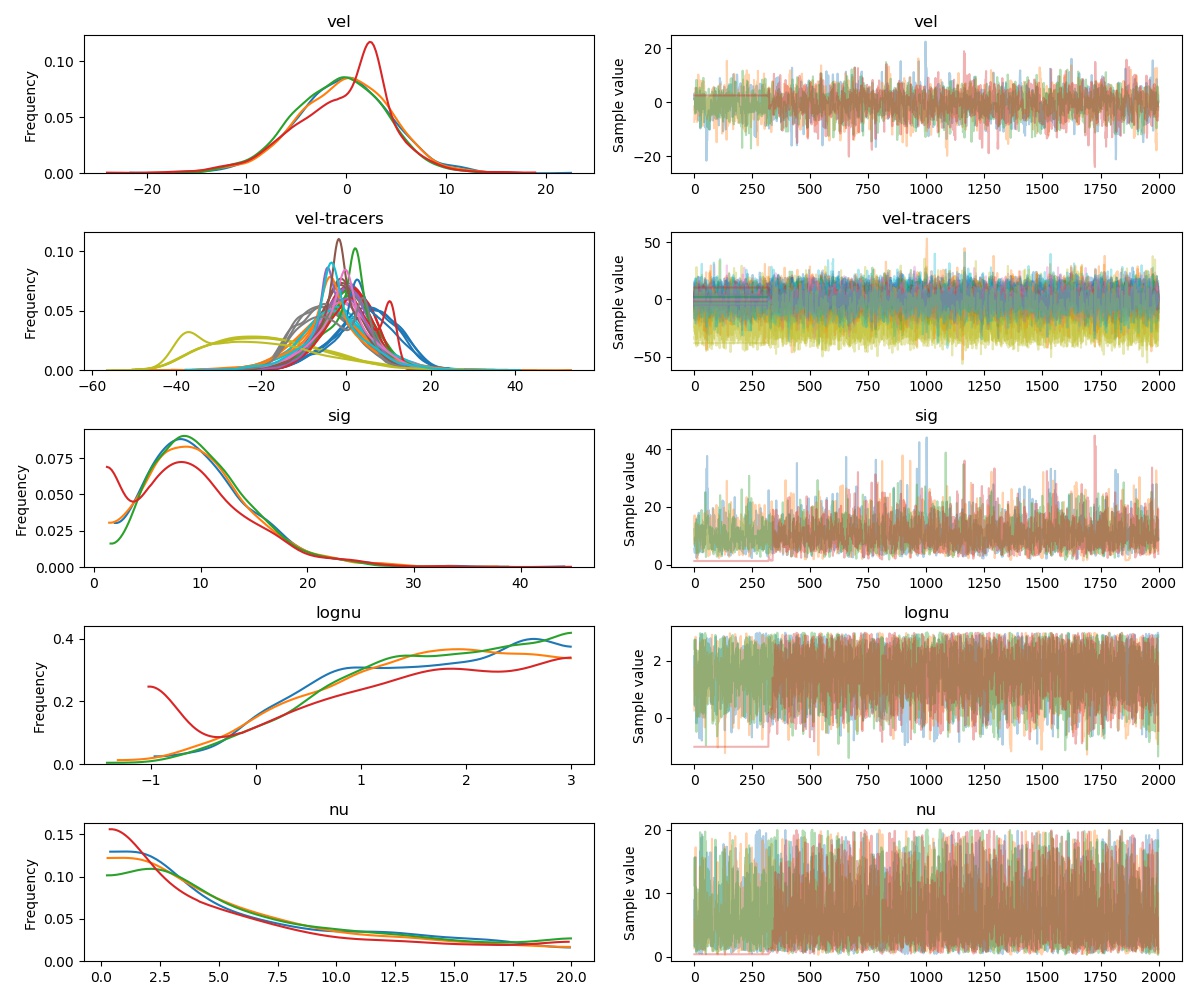 vel
vel
Frequency
0.10
0.05
0.00
−20 −10 0 10 20
Sample value
20
0
−20
0 250 500 750 1000 1250 1500 1750 2000
vel-tracers
vel-tracers
Frequency
0.10
0.05
0.00
−60 −40 −20 0 20 40
Sample value
50
0
−50
0 250 500 750 1000 1250 1500 1750 2000
sig
sig
Frequency
0.075
0.050
0.025
0.000
0 10 20 30 40
Sample value
40
20
0
0 250 500 750 1000 1250 1500 1750 2000
lognu
lognu
Frequency
0.4
0.2
0.0
−1 0 1 2 3
Sample value
2
0
0 250 500 750 1000 1250 1500 1750 2000
nu
nu
Frequency
0.15
0.10
0.05
0.00
0.0 2.5 5.0 7.5 10.0 12.5 15.0 17.5 20.0
Sample value
20
10
0
0 250 500 750 1000 1250 1500 1750 2000